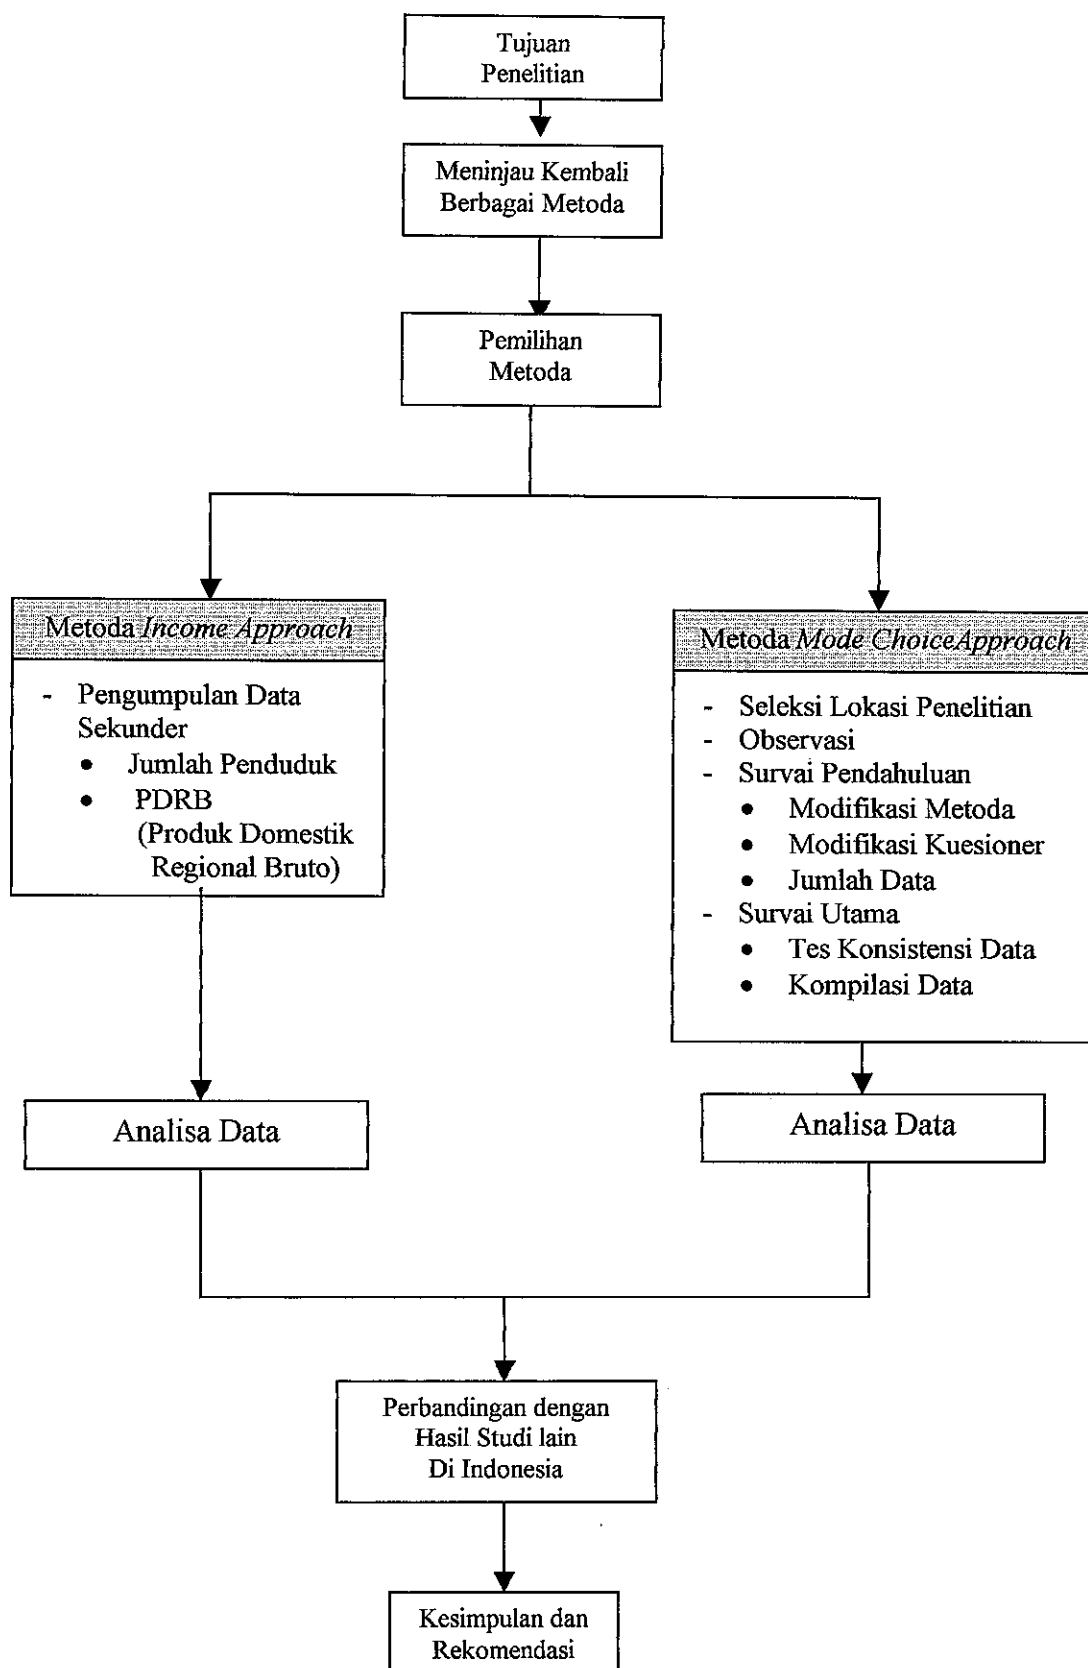 Tujuan
Penelitian
Meninjau Kembali
Berbagai Metoda
Pemilihan
Metoda
Metoda Income Approach
- Pengumpulan Data
Sekunder
• Jumlah Penduduk
• PDRB
(Produk Domestik
Regional Bruto)
Metoda Mode ChoiceApproach
- Seleksi Lokasi Penelitian
- Observasi
- Survai Pendahuluan
• Modifikasi Metoda
• Modifikasi Kuesioner
• Jumlah Data
- Survai Utama
• Tes Konsistensi Data
• Kompilasi Data
Analisa Data
Analisa Data
Perbandingan dengan
Hasil Studi lain
Di Indonesia
Kesimpulan dan
Rekomendasi